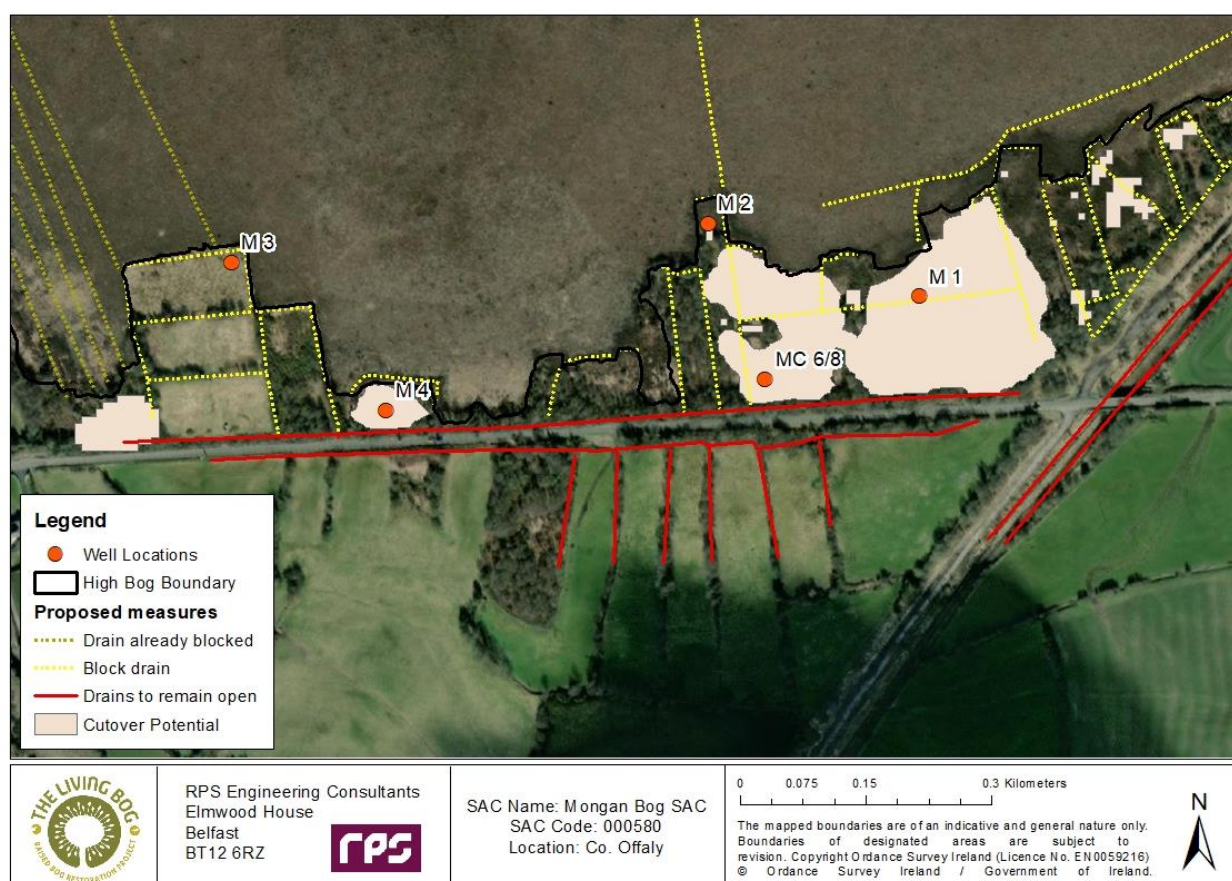 M 3
M 2
M 1
MC 6/8
M 4
Legend
Well Locations
High Bog Boundary
Proposed measures
Drain already blocked
Block drain
Drains to remain open
Cutover Potential
THE LIVING BOG
RAISED BOG RESTORATION PROJECT
RPS Engineering Consultants
Elmwood House
Belfast
BT12 6RZ
rps
SAC Name: Mongan Bog SAC
SAC Code: 000580
Location: Co. Offaly
0 0.075 0.15 0.3 Kilometers
The mapped boundaries are of an indicative and general nature only.
Boundaries of designated areas are subject to
revision. Copyright Ordance Survey Ireland (Licence No. EN0059216)
© Ordance Survey Ireland / Government of Ireland.
N